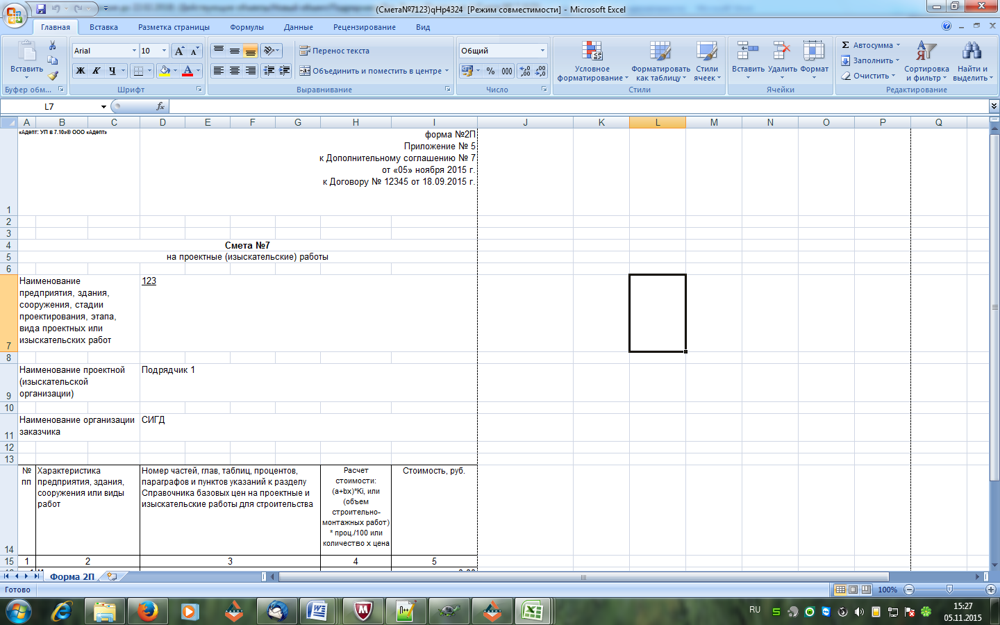 (Смета№7123)qHp4324 [Режим совместимости] - Microsoft Excel
Главная Вставка Разметка страницы Формулы Данные Рецензирование Вид
Вставить
Буфер обм...
Arial 10
Ж К Ч
Шрифт
Перенос текста
Объединить и поместить в центре
Выравнивание
Общий
% 000
Число
Условное форматирование
Форматировать как таблицу
Стили ячеек
Стили
Вставить Удалить Формат
Ячейки
Σ Автосумма
Заполнить
Очистить
Сортировка и фильтр
Найти и выделить
Редактирование
L7
fx
A B C D E F G H I J K L M N O P Q
«Адепт: УП в 7.10»® ООО «Адепт»
форма №2П
Приложение № 5
к Дополнительному соглашению № 7
от «05» ноября 2015 г.
к Договору № 12345 от 18.09.2015 г.
1
2
3
4 Смета №7
5 на проектные (изыскательские) работы
6
Наименование 123
предприятия, здания,
сооружения, стадии
проектирования, этапа,
вида проектных или
изыскательских работ
7
8
Наименование проектной Подрядчик 1
(изыскательской
организации)
9
10
Наименование организации СИГД
заказчика
11
12
13
№ пп
Характеристика предприятия, здания, сооружения или виды работ
Номер частей, глав, таблиц, процентов, параграфов и пунктов указаний к разделу Справочника базовых цен на проектные и изыскательские работы для строительства
Расчет стоимости: (a+bx)*Ki, или (объем строительно-монтажных работ) * проц./100 или количество х цена
Стоимость, руб.
14
15 1 2 3 4 5
Форма 2П
Готово
100%
RU
15:27
05.11.2015